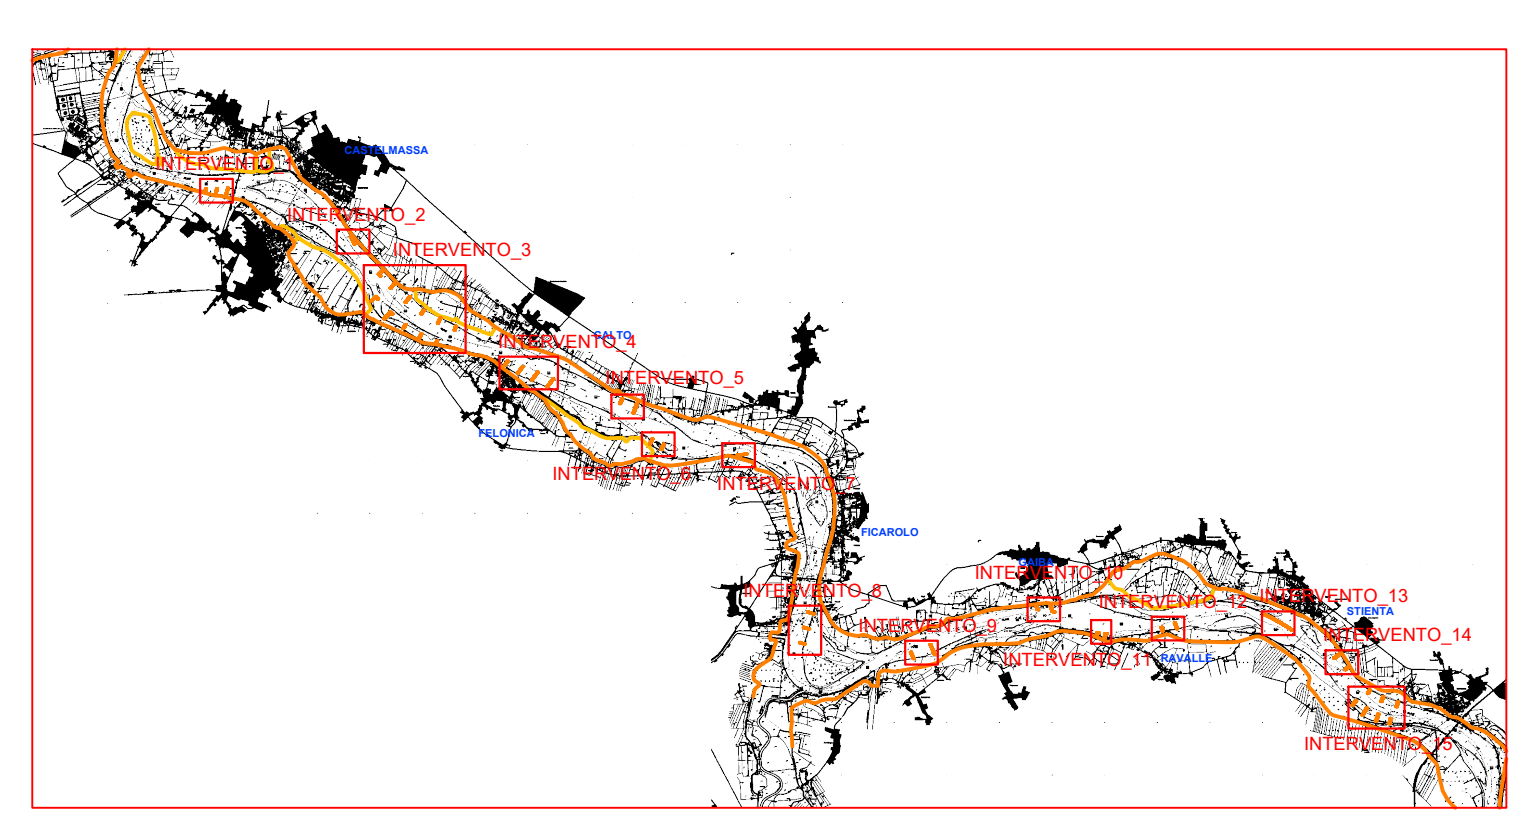 CASTELMASSA
INTERVENTO_1
INTERVENTO_2
INTERVENTO_3
CALTO
INTERVENTO_4
INTERVENTO_5
FELONICA
INTERVENTO_6
INTERVENTO_7
FICAROLO
GAIBA
INTERVENTO_10
INTERVENTO_8
INTERVENTO_12
INTERVENTO_13
STIENTA
INTERVENTO_9
INTERVENTO_14
INTERVENTO_11
RAVALLE
INTERVENTO_15